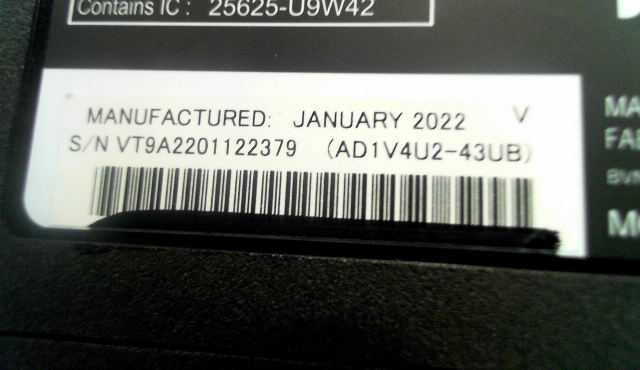 Contains IC : 25625-U9W42
MANUFACTURED: JANUARY 2022 V
S/N VT9A2201122379 (AD1V4U2-43UB)